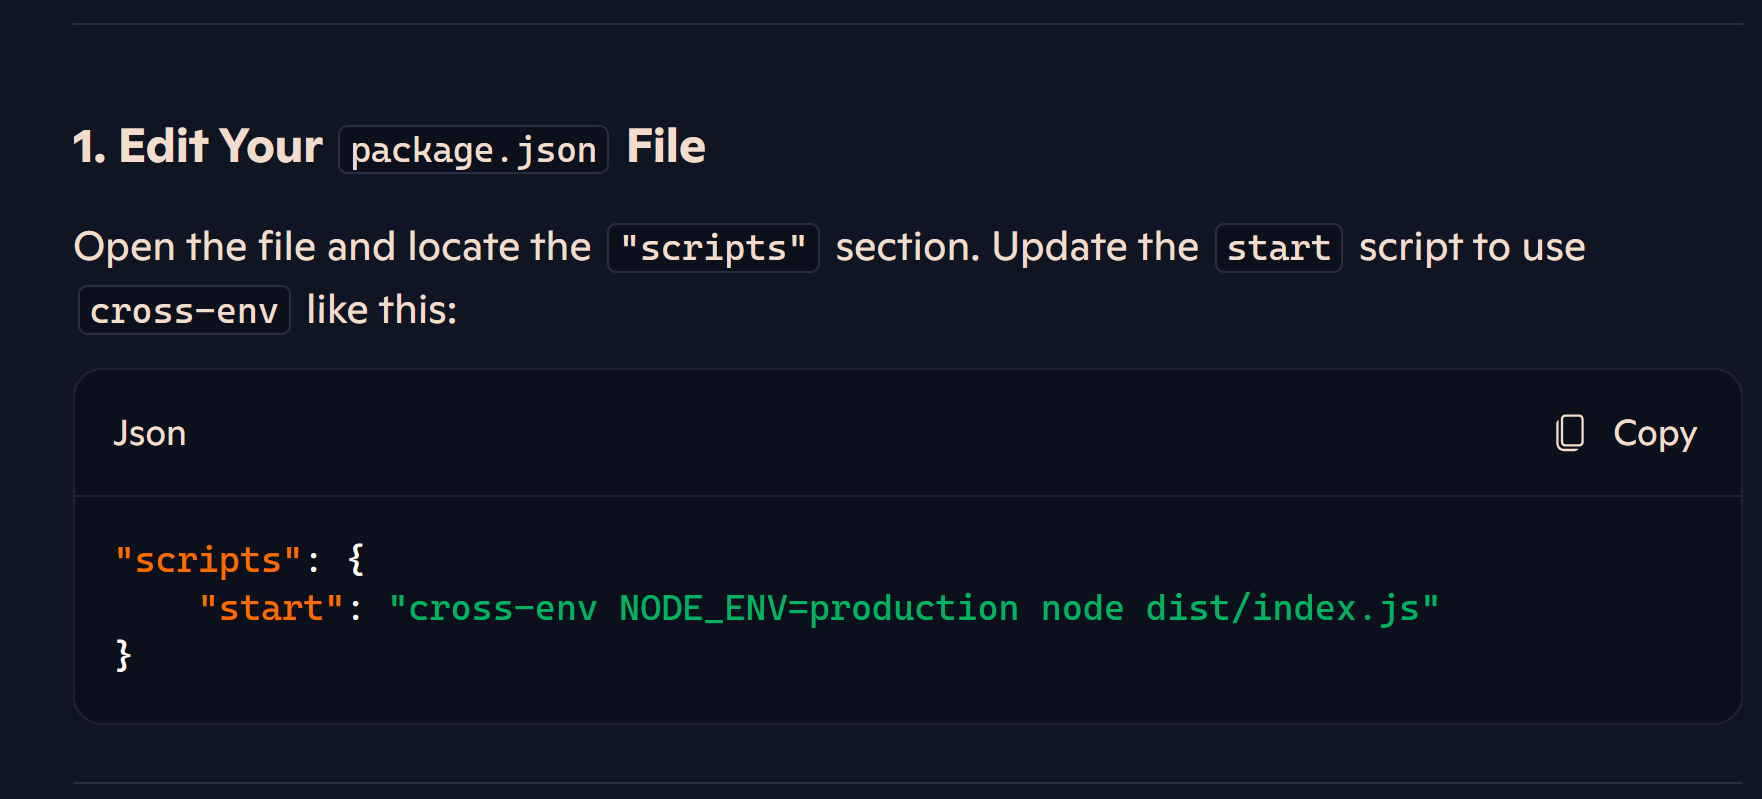 1. Edit Your package.json File
Open the file and locate the "scripts" section. Update the start script to use
cross-env like this:
Json
Copy
"scripts": {
    "start": "cross-env NODE_ENV=production node dist/index.js"
}